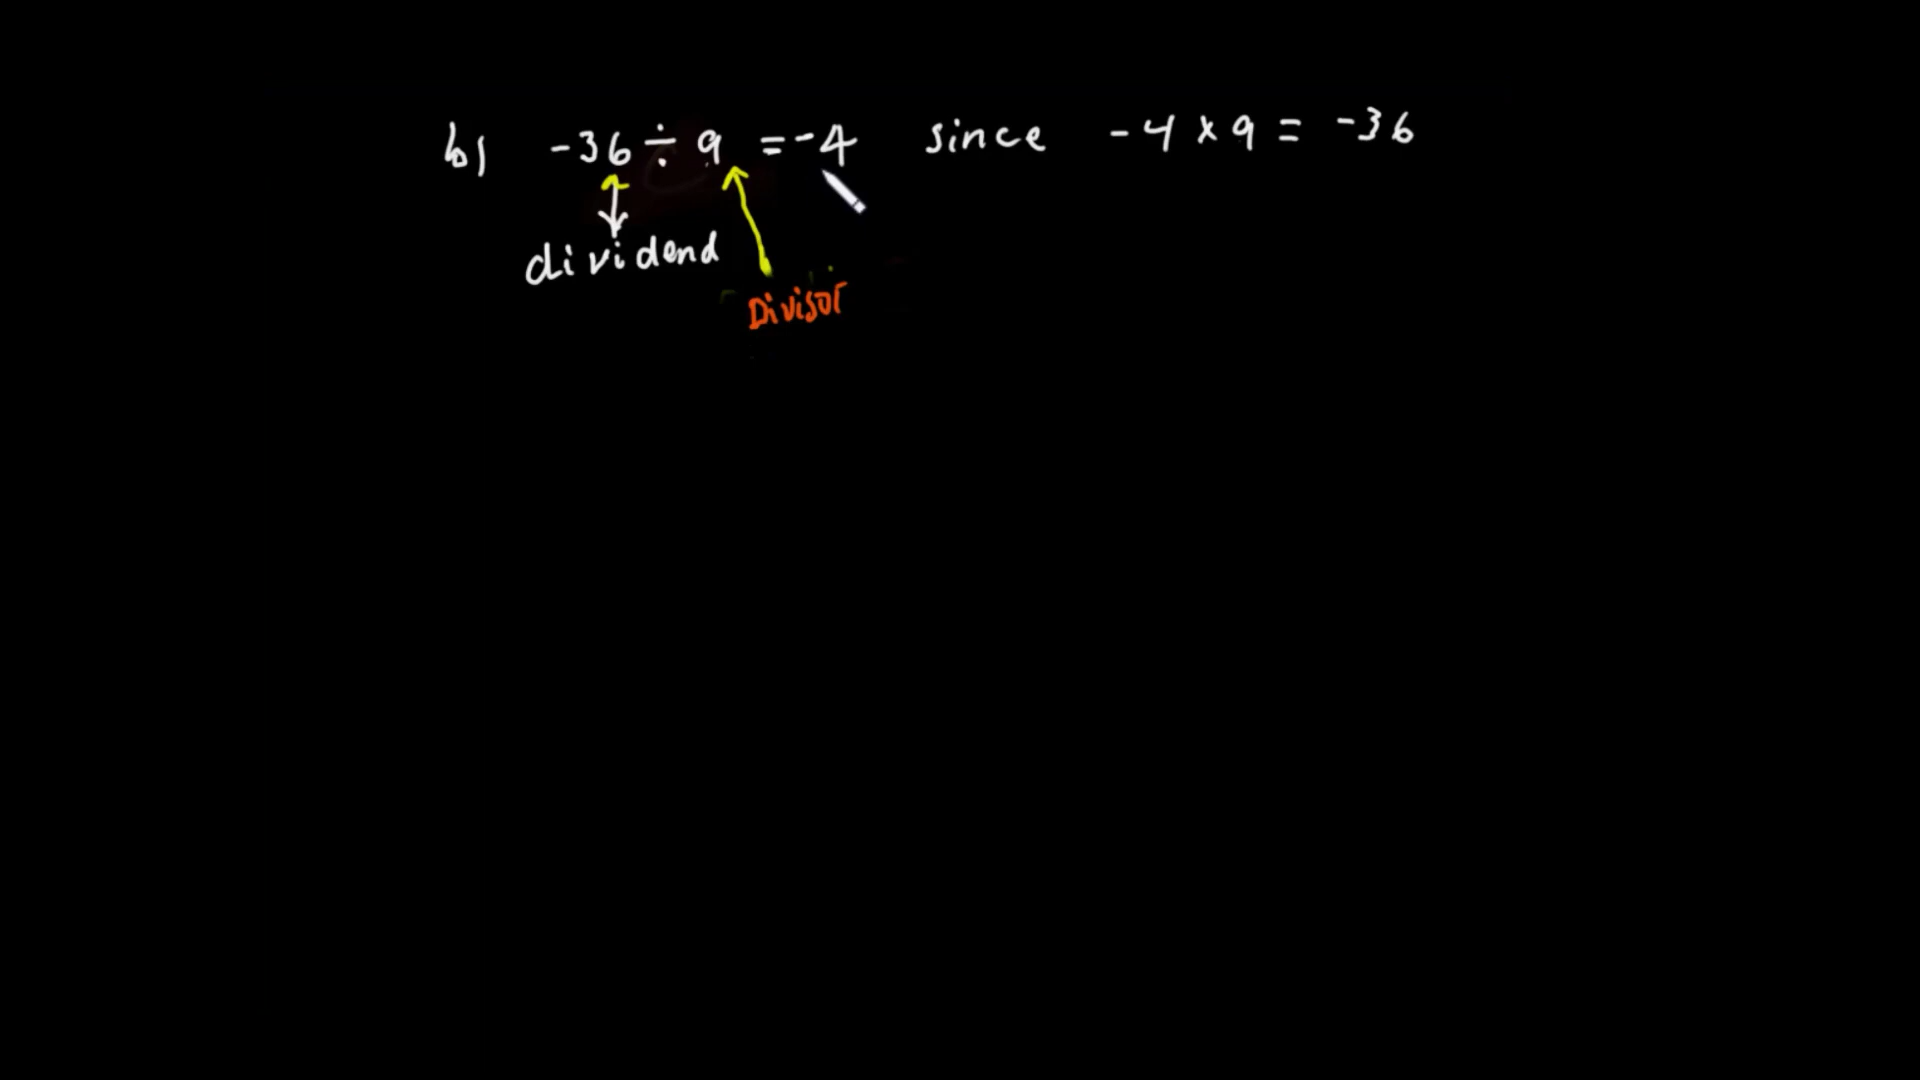 b) -36 ÷ 9 = -4 since -4 × 9 = -36
dividend
Divisor